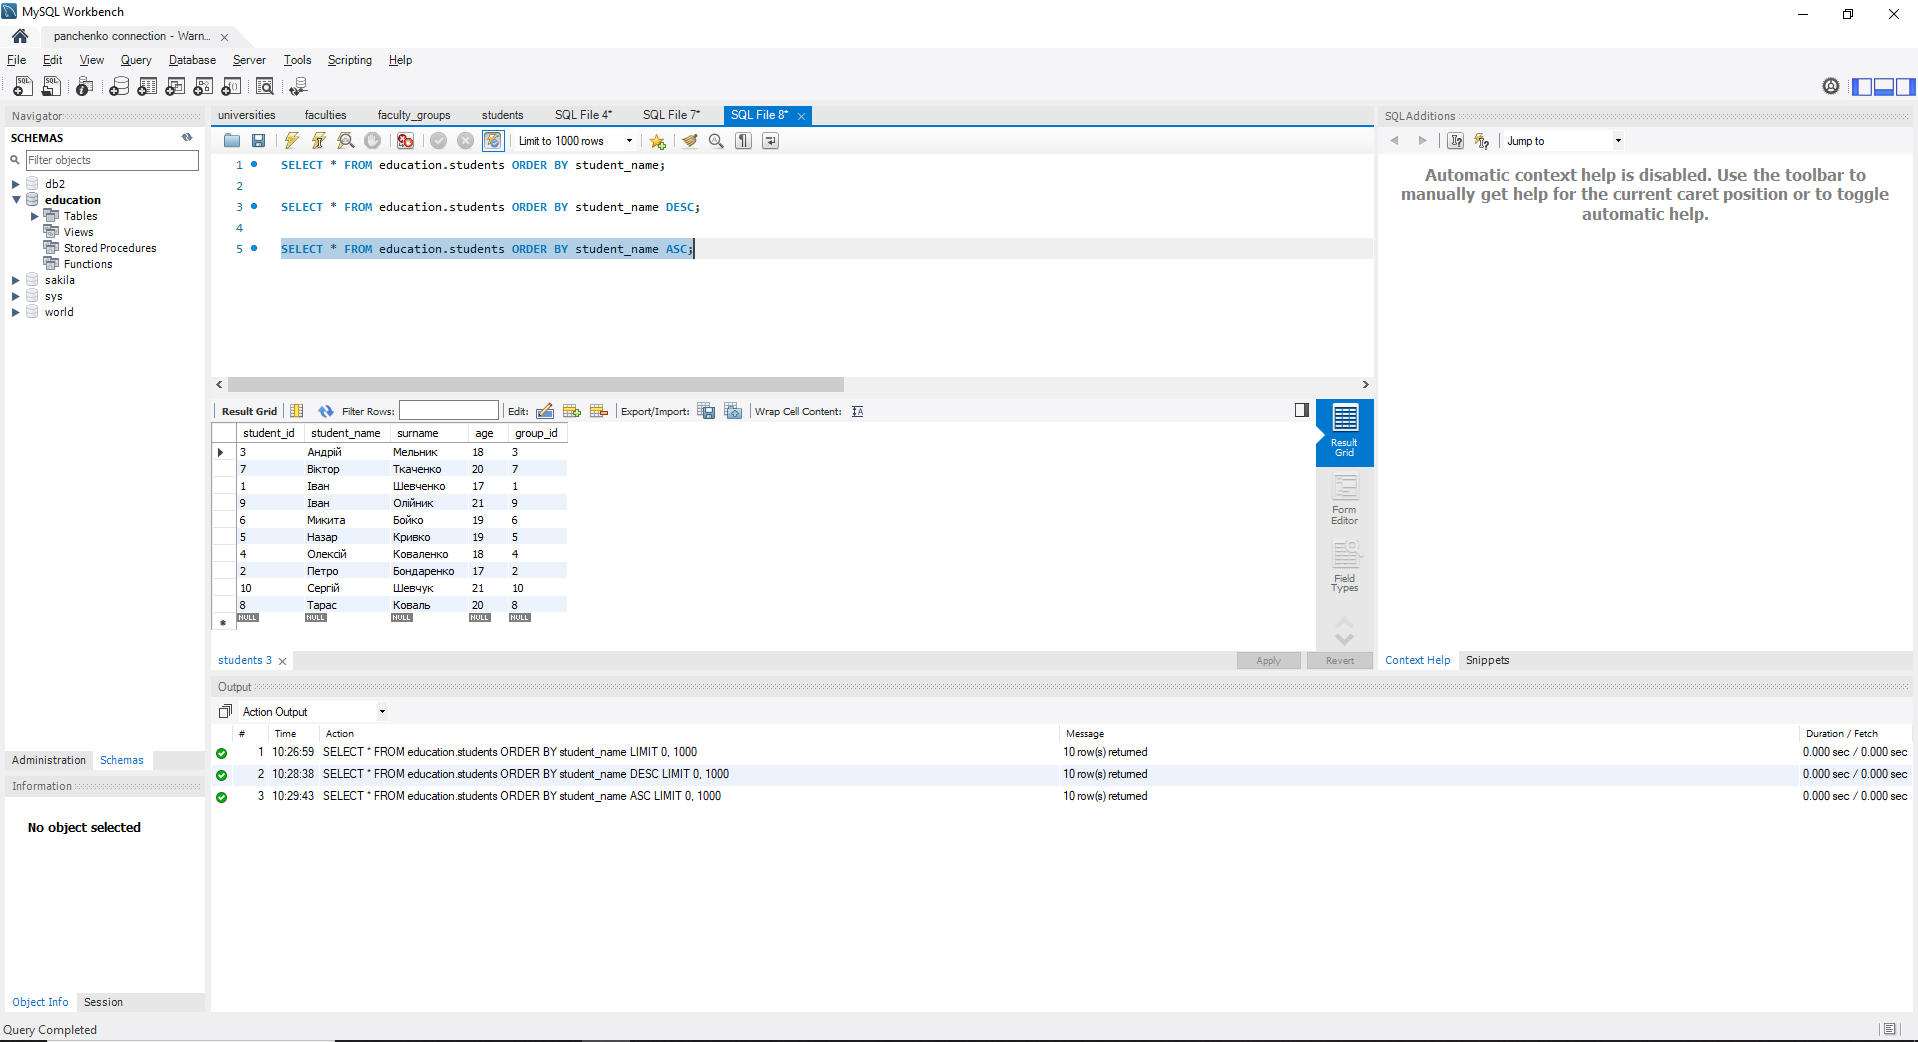 MySQL Workbench
panchenko connection - Warn...
File Edit View Query Database Server Tools Scripting Help
Navigator
SCHEMAS
Filter objects
db2
education
Tables
Views
Stored Procedures
Functions
sakila
sys
world
Administration Schemas
Information
No object selected
Object Info Session
universities faculties faculty_groups students SQL File 4* SQL File 7* SQL File 8*
Limit to 1000 rows
1 SELECT * FROM education.students ORDER BY student_name;
2
3 SELECT * FROM education.students ORDER BY student_name DESC;
4
5 SELECT * FROM education.students ORDER BY student_name ASC;
Result Grid Filter Rows: Edit: Export/Import: Wrap Cell Content:
student_id student_name surname age group_id
3 Андрій Мельник 18 3
7 Віктор Ткаченко 20 7
1 Іван Шевченко 17 1
9 Іван Олійник 21 9
6 Микита Бойко 19 6
5 Назар Кривко 19 5
4 Олексій Коваленко 18 4
2 Петро Бондаренко 17 2
10 Сергій Шевчук 21 10
8 Тарас Коваль 20 8
NULL NULL NULL NULL NULL
Result
Grid
Form
Editor
Field
Types
students 3
Apply Revert
SQLAdditions
Jump to
Automatic context help is disabled. Use the toolbar to
manually get help for the current caret position or to toggle
automatic help.
Context Help Snippets
Output
Action Output
# Time Action Message Duration / Fetch
1 10:26:59 SELECT * FROM education.students ORDER BY student_name LIMIT 0, 1000 10 row(s) returned 0.000 sec / 0.000 sec
2 10:28:38 SELECT * FROM education.students ORDER BY student_name DESC LIMIT 0, 1000 10 row(s) returned 0.000 sec / 0.000 sec
3 10:29:43 SELECT * FROM education.students ORDER BY student_name ASC LIMIT 0, 1000 10 row(s) returned 0.000 sec / 0.000 sec
Query Completed